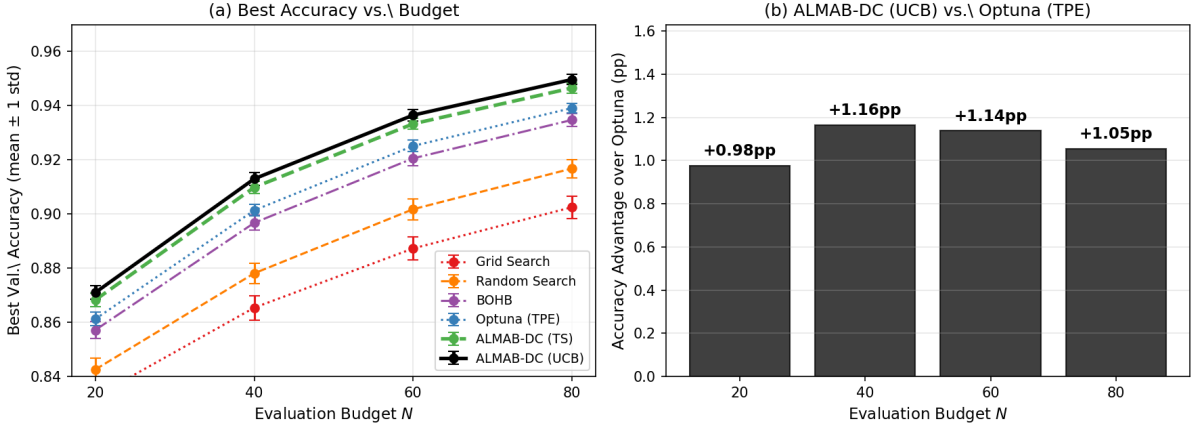 (a) Best Accuracy vs.\ Budget
Best Val.\ Accuracy (mean ± 1 std)
0.96
0.94
0.92
0.90
0.88
0.86
0.84
20
40
60
80
Evaluation Budget N
Grid Search
Random Search
BOHB
Optuna (TPE)
ALMAB-DC (TS)
ALMAB-DC (UCB)
(b) ALMAB-DC (UCB) vs.\ Optuna (TPE)
Accuracy Advantage over Optuna (pp)
1.6
1.4
1.2
1.0
0.8
0.6
0.4
0.2
0.0
+0.98pp
+1.16pp
+1.14pp
+1.05pp
20
40
60
80
Evaluation Budget N